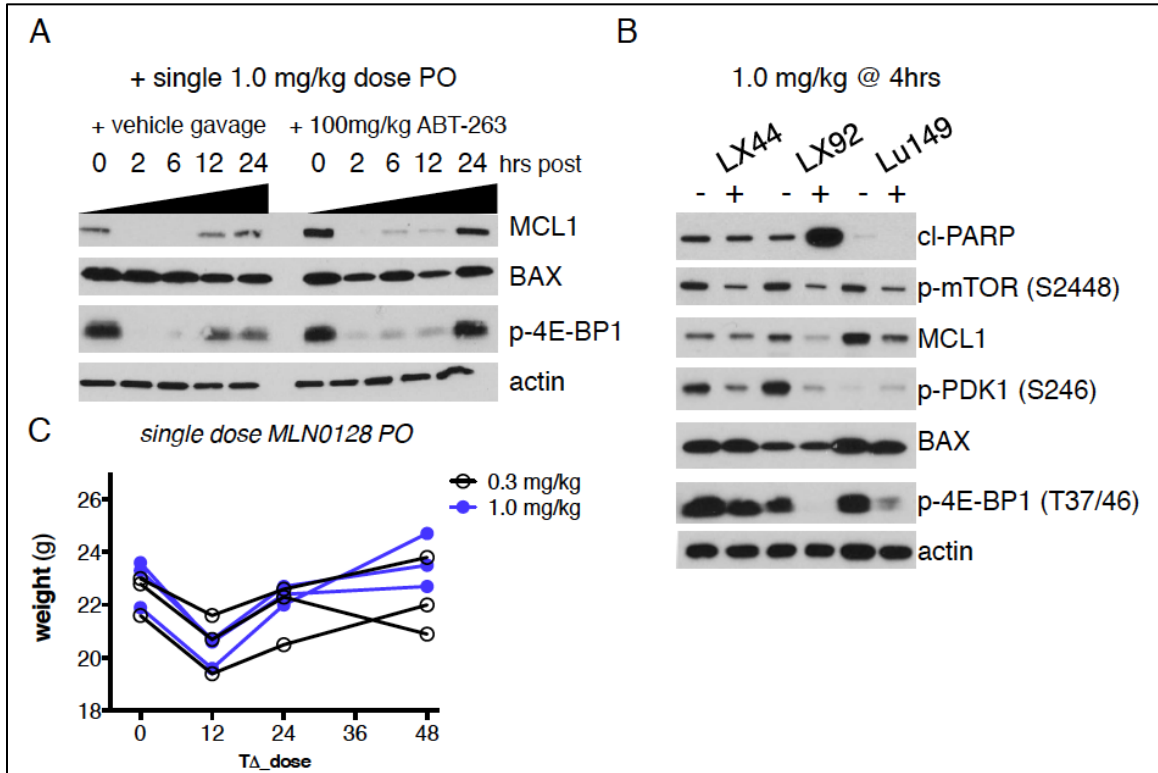 A
+ single 1.0 mg/kg dose PO
+ vehicle gavage + 100mg/kg ABT-263
0 2 6 12 24 0 2 6 12 24 hrs post
MCL1
BAX
p-4E-BP1
actin
B
1.0 mg/kg @ 4hrs
LX44 LX92 Lu149
- + - + - +
cl-PARP
p-mTOR (S2448)
MCL1
p-PDK1 (S246)
BAX
p-4E-BP1 (T37/46)
actin
C
single dose MLN0128 PO
0.3 mg/kg
1.0 mg/kg
weight (g)
26
24
22
20
18
0 12 24 36 48
TΔ_dose